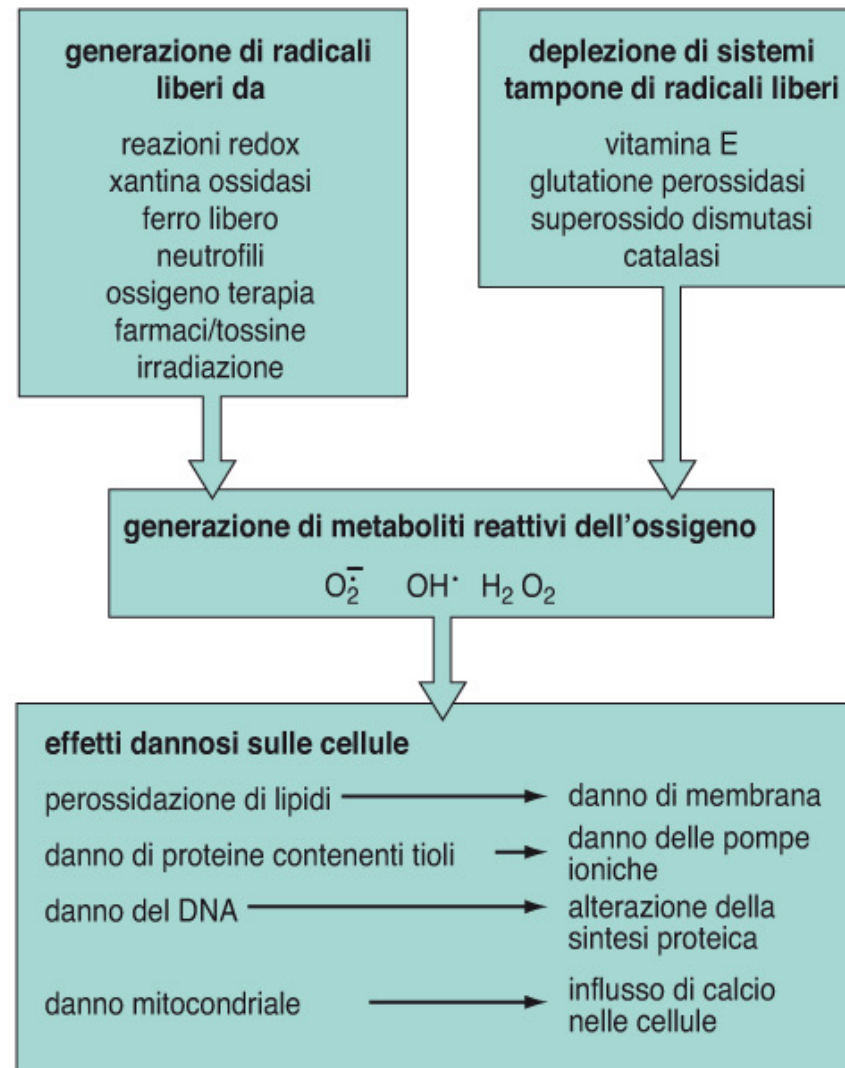 generazione di radicali
liberi da
reazioni redox
xantina ossidasi
ferro libero
neutrofili
ossigeno terapia
farmaci/tossine
irradiazione
deplezione di sistemi
tampone di radicali liberi
vitamina E
glutatione perossidasi
superossido dismutasi
catalasi
generazione di metaboliti reattivi dell’ossigeno
O₂•̄ OH· H₂ O₂
effetti dannosi sulle cellule
perossidazione di lipidi
danno di membrana
danno di proteine contenenti tioli
danno delle pompe
ioniche
danno del DNA
alterazione della
sintesi proteica
danno mitocondriale
influsso di calcio
nelle cellule